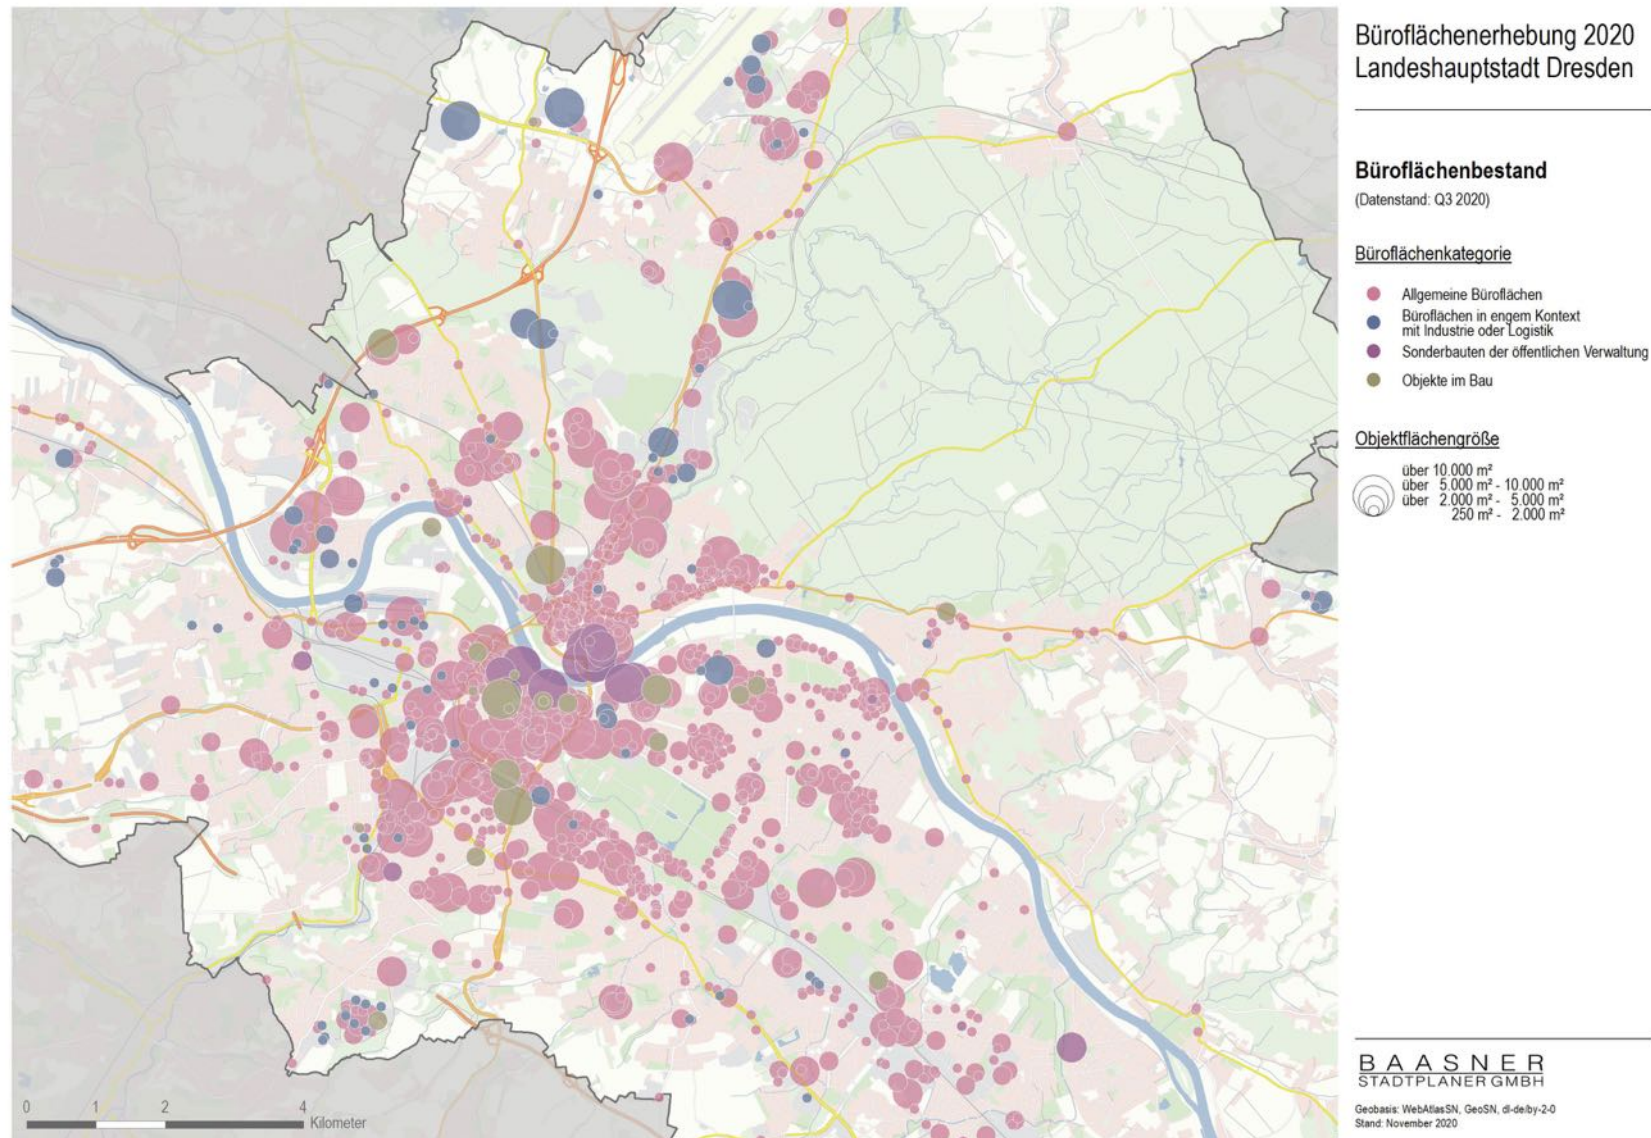 Büroflächenerhebung 2020
Landeshauptstadt Dresden
Büroflächenbestand
(Datenstand: Q3 2020)
Büroflächenkategorie
Allgemeine Büroflächen
Büroflächen in engem Kontext
mit Industrie oder Logistik
Sonderbauten der öffentlichen Verwaltung
Objekte im Bau
Objektflächengröße
über 10.000 m²
über 5.000 m² - 10.000 m²
über 2.000 m² - 5.000 m²
250 m² - 2.000 m²
0 1 2 4
Kilometer
BAASNER
STADTPLANER GMBH
Geobasis: WebAtlasSN, GeoSN, dl-de/by-2-0
Stand: November 2020